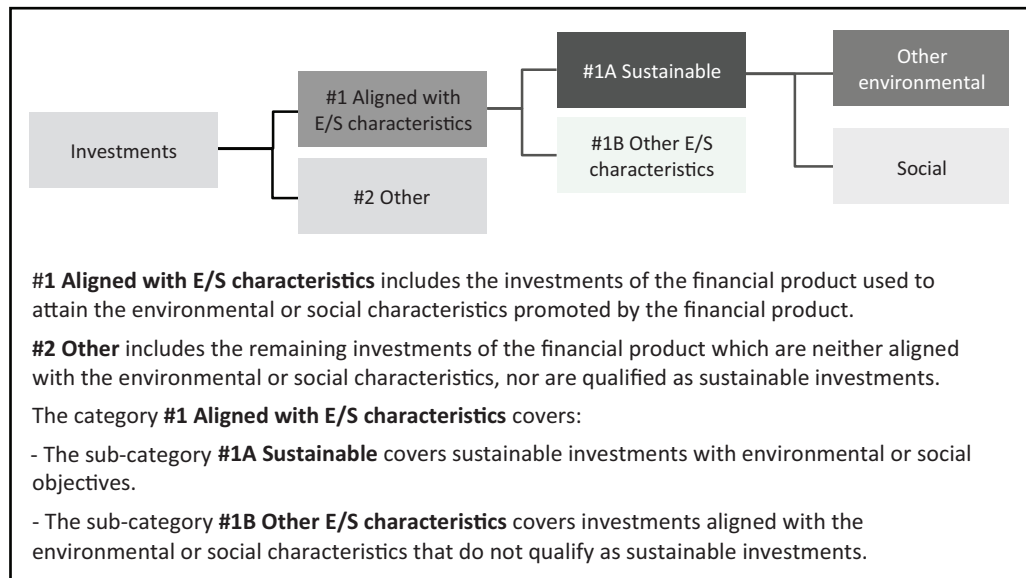 Investments
#1 Aligned with
E/S characteristics
#2 Other
#1A Sustainable
#1B Other E/S
characteristics
Other
environmental
Social
#1 Aligned with E/S characteristics includes the investments of the financial product used to
attain the environmental or social characteristics promoted by the financial product.
#2 Other includes the remaining investments of the financial product which are neither aligned
with the environmental or social characteristics, nor are qualified as sustainable investments.
The category #1 Aligned with E/S characteristics covers:
- The sub-category #1A Sustainable covers sustainable investments with environmental or social
objectives.
- The sub-category #1B Other E/S characteristics covers investments aligned with the
environmental or social characteristics that do not qualify as sustainable investments.